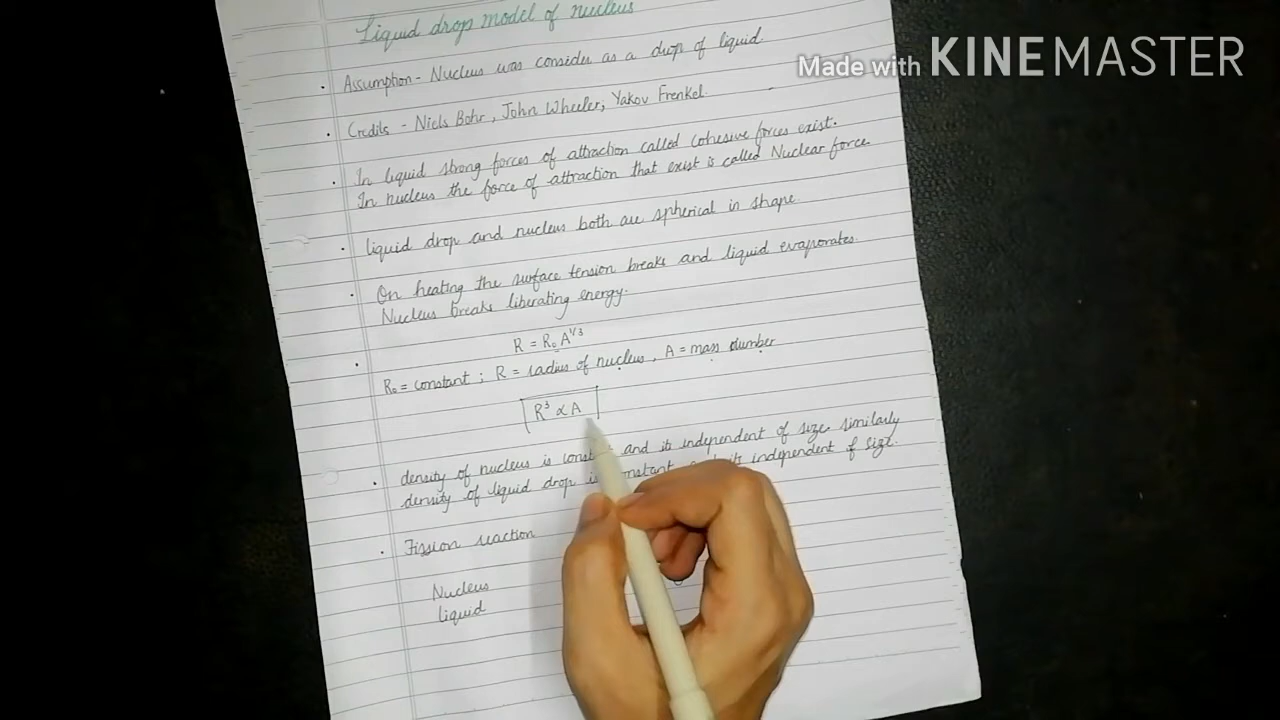 Liquid drop model of nucleus
Made with KINEMASTER
• Assumption - Nucleus was consider as a drop of liquid.
• Credits - Niels Bohr, John Wheeler, Yakov Frenkel.
• In liquid strong forces of attraction called cohesive forces exist.
In nucleus the force of attraction that exist is called Nuclear force.
• liquid drop and nucleus both are spherical in shape.
• On heating the surface tension breaks and liquid evaporates.
Nucleus breaks liberating energy.
• R = R₀ A^1/3
R₀ = constant ; R = radius of nucleus, A = mass number
R³ ∝ A
• density of nucleus is and its independent of size similarly
density of liquid drop constant its independent of size.
• Fission reaction
Nucleus
liquid